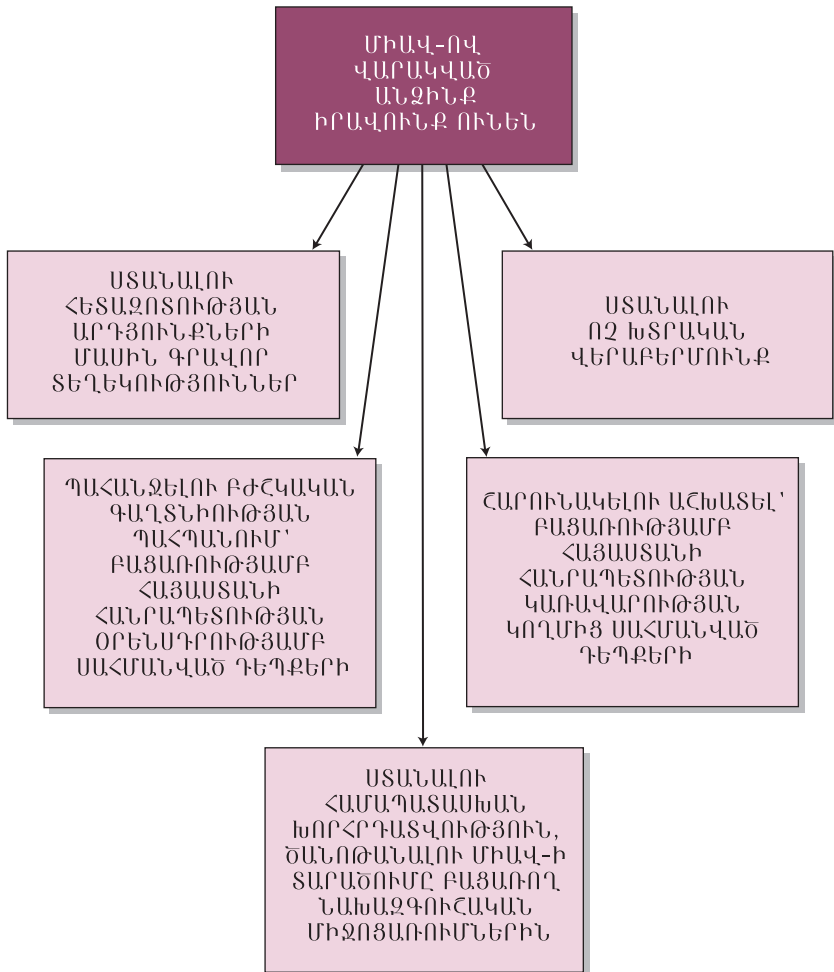 ՄԻԱՎ-ՈՎ
ՎԱՐԱԿՎԱԾ
ԱՆՁԻՆՔ
ԻՐԱՎՈՒՆՔ ՈՒՆԵՆ
ՍՏԱՆԱԼՈՒ
ՀԵՏԱԶՈՏՈՒԹՅԱՆ
ԱՐԴՅՈՒՆՔՆԵՐԻ
ՄԱՍԻՆ ԳՐԱՎՈՐ
ՏԵՂԵԿՈՒԹՅՈՒՆՆԵՐ
ՍՏԱՆԱԼՈՒ
ՈՉ ԽՏՐԱԿԱՆ
ՎԵՐԱԲԵՐՄՈՒՆՔ
ՊԱՀԱՆՋԵԼՈՒ ԲԺՇԿԱԿԱՆ
ԳԱՂՏՆԻՈՒԹՅԱՆ
ՊԱՀՊԱՆՈՒՄ՝
ԲԱՑԱՌՈՒԹՅԱՄԲ
ՀԱՅԱՍՏԱՆԻ
ՀԱՆՐԱՊԵՏՈՒԹՅԱՆ
ՕՐԵՆՍԴՐՈՒԹՅԱՄԲ
ՍԱՀՄԱՆՎԱԾ ԴԵՊՔԵՐԻ
ՇԱՐՈՒՆԱԿԵԼՈՒ ԱՇԽԱՏԵԼ՝
ԲԱՑԱՌՈՒԹՅԱՄԲ
ՀԱՅԱՍՏԱՆԻ
ՀԱՆՐԱՊԵՏՈՒԹՅԱՆ
ԿԱՌԱՎԱՐՈՒԹՅԱՆ
ԿՈՂՄԻՑ ՍԱՀՄԱՆՎԱԾ
ԴԵՊՔԵՐԻ
ՍՏԱՆԱԼՈՒ
ՀԱՄԱՊԱՏԱՍԽԱՆ
ԽՈՐՀՐԴԱՏՎՈՒԹՅՈՒՆ,
ԾԱՆՈԹԱՆԱԼՈՒ ՄԻԱՎ-Ի
ՏԱՐԱԾՈՒՄԸ ԲԱՑԱՌՈՂ
ՆԱԽԱԶԳՈՒՇԱԿԱՆ
ՄԻՋՈՑԱՌՈՒՄՆԵՐԻՆ